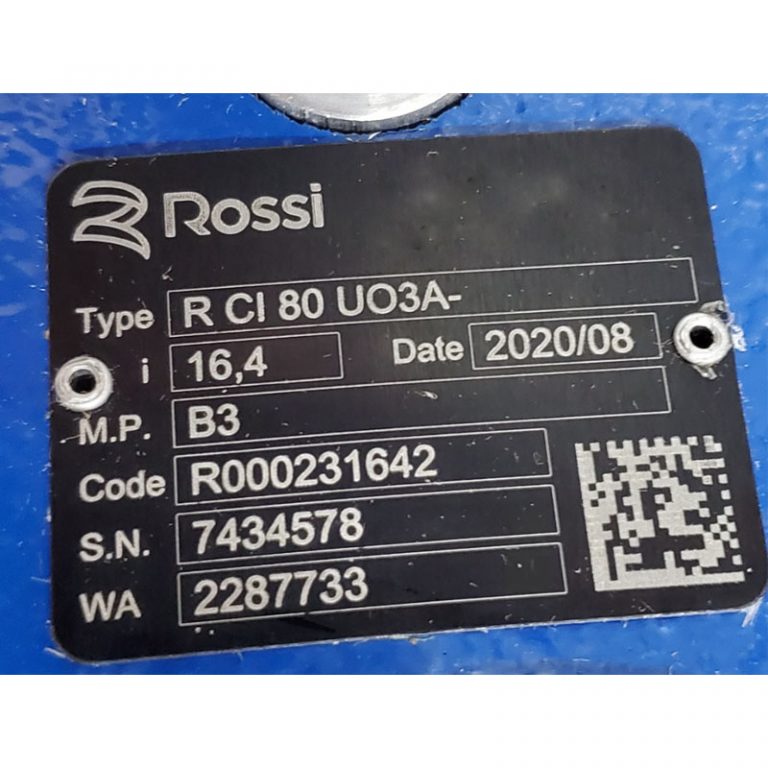 Rossi
Type R CI 80 UO3A-
i 16,4 Date 2020/08
M.P. B3
Code R000231642
S.N. 7434578
WA 2287733